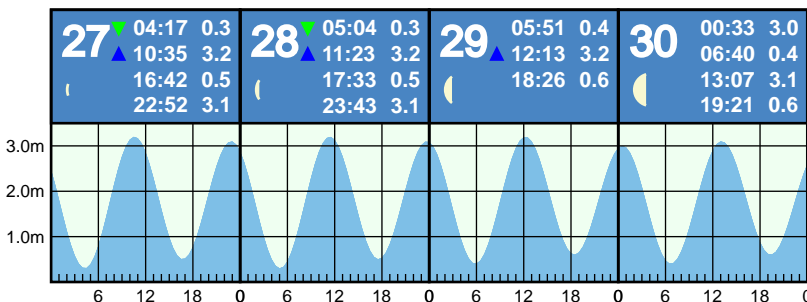 27 ▼ 04:17 0.3
▲ 10:35 3.2
16:42 0.5
22:52 3.1
28 ▼ 05:04 0.3
▲ 11:23 3.2
17:33 0.5
23:43 3.1
29 05:51 0.4
▲ 12:13 3.2
18:26 0.6
30 00:33 3.0
06:40 0.4
13:07 3.1
19:21 0.6
3.0m
2.0m
1.0m
6 12 18 0 6 12 18 0 6 12 18 0 6 12 18 0